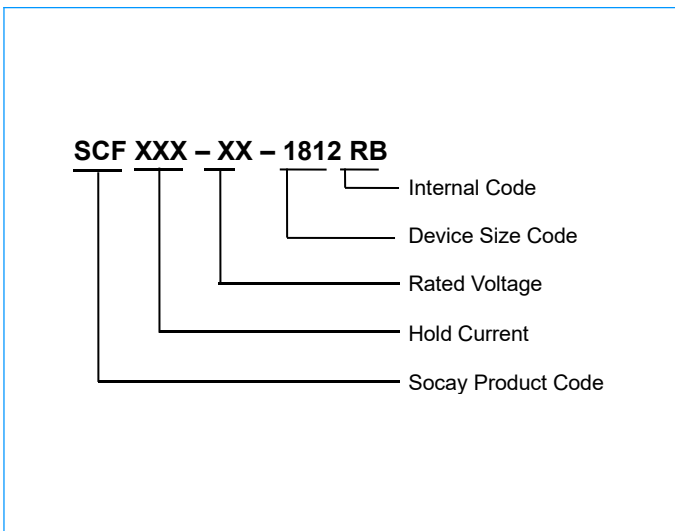 SCF XXX – XX – 1812 RB
Internal Code
Device Size Code
Rated Voltage
Hold Current
Socay Product Code